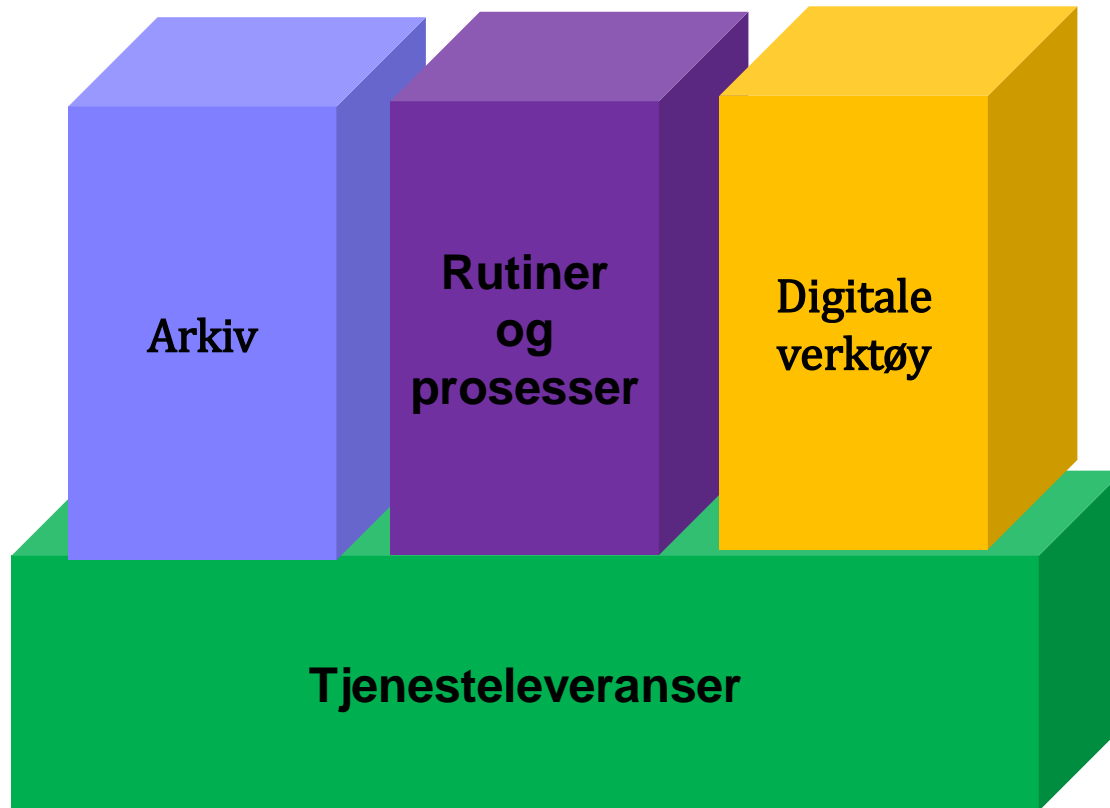 Arkiv
Rutiner
og
prosesser
Digitale
verktøy
Tjenesteleveranser